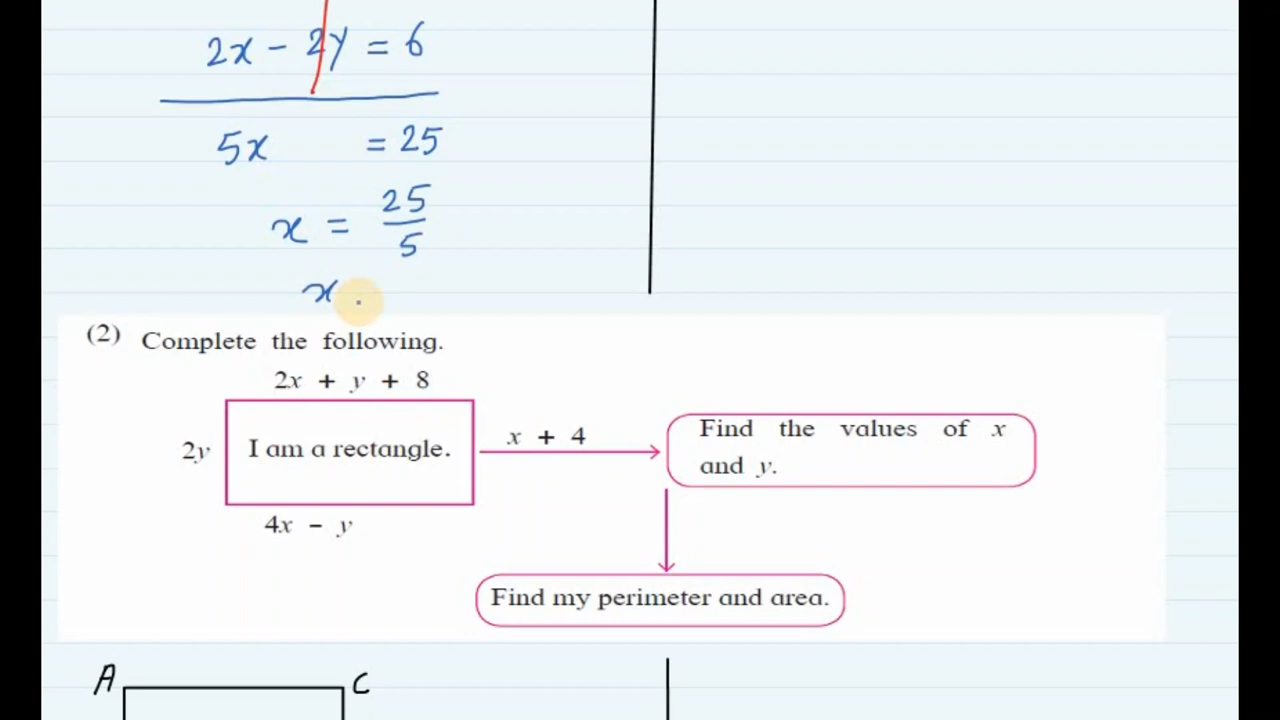 2x - 2y = 6
5x = 25
x = 25/5
x
(2) Complete the following.
2x + y + 8
2y
I am a rectangle.
x + 4
4x - y
Find the values of x
and y.
Find my perimeter and area.
A C